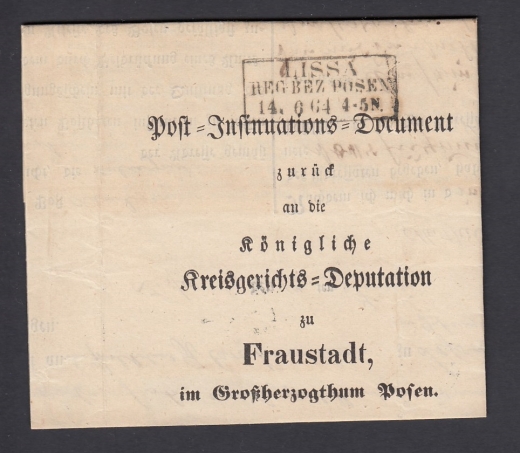 LISSA
REG:BEZ POSEN
14. 6 64 4-5N.
Post-Insinuations-Document
zurück
an die
Königliche
Kreisgerichts-Deputation
zu
Fraustadt,
im Großherzogthum Posen.